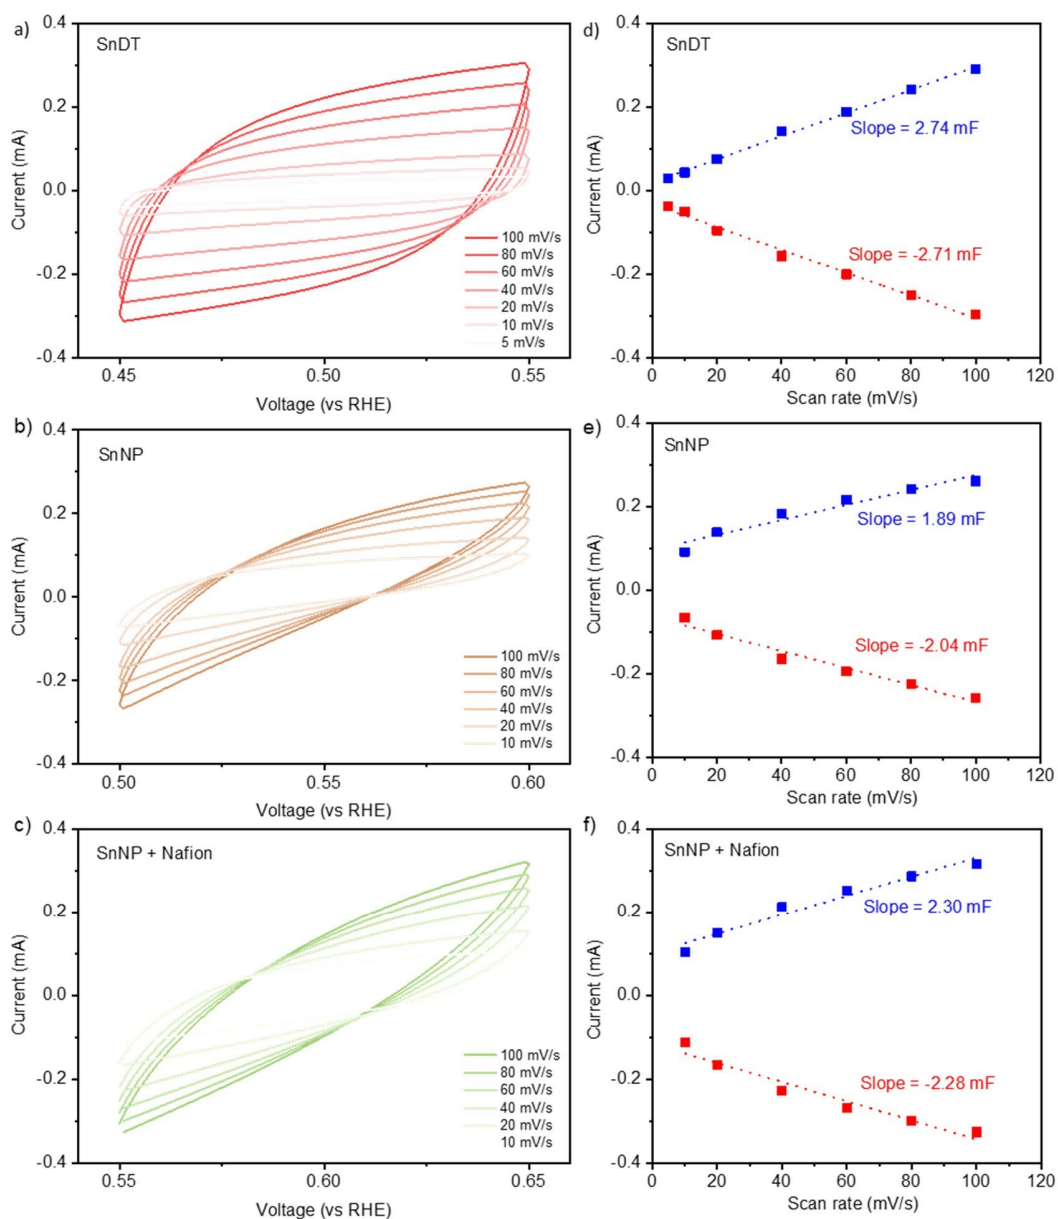 a)
SnDT
Current (mA)
0.4
0.2
0.0
-0.2
-0.4
100 mV/s
80 mV/s
60 mV/s
40 mV/s
20 mV/s
10 mV/s
5 mV/s
0.45
0.50
0.55
Voltage (vs RHE)
d)
SnDT
Current (mA)
0.4
0.2
0.0
-0.2
-0.4
Slope = 2.74 mF
Slope = -2.71 mF
0
20
40
60
80
100
120
Scan rate (mV/s)
b)
SnNP
Current (mA)
0.4
0.2
0.0
-0.2
-0.4
100 mV/s
80 mV/s
60 mV/s
40 mV/s
20 mV/s
10 mV/s
0.50
0.55
0.60
Voltage (vs RHE)
e)
SnNP
Current (mA)
0.4
0.2
0.0
-0.2
-0.4
Slope = 1.89 mF
Slope = -2.04 mF
0
20
40
60
80
100
120
Scan rate (mV/s)
c)
SnNP + Nafion
Current (mA)
0.4
0.2
0.0
-0.2
-0.4
100 mV/s
80 mV/s
60 mV/s
40 mV/s
20 mV/s
10 mV/s
0.55
0.60
0.65
Voltage (vs RHE)
f)
SnNP + Nafion
Current (mA)
0.4
0.2
0.0
-0.2
-0.4
Slope = 2.30 mF
Slope = -2.28 mF
0
20
40
60
80
100
120
Scan rate (mV/s)